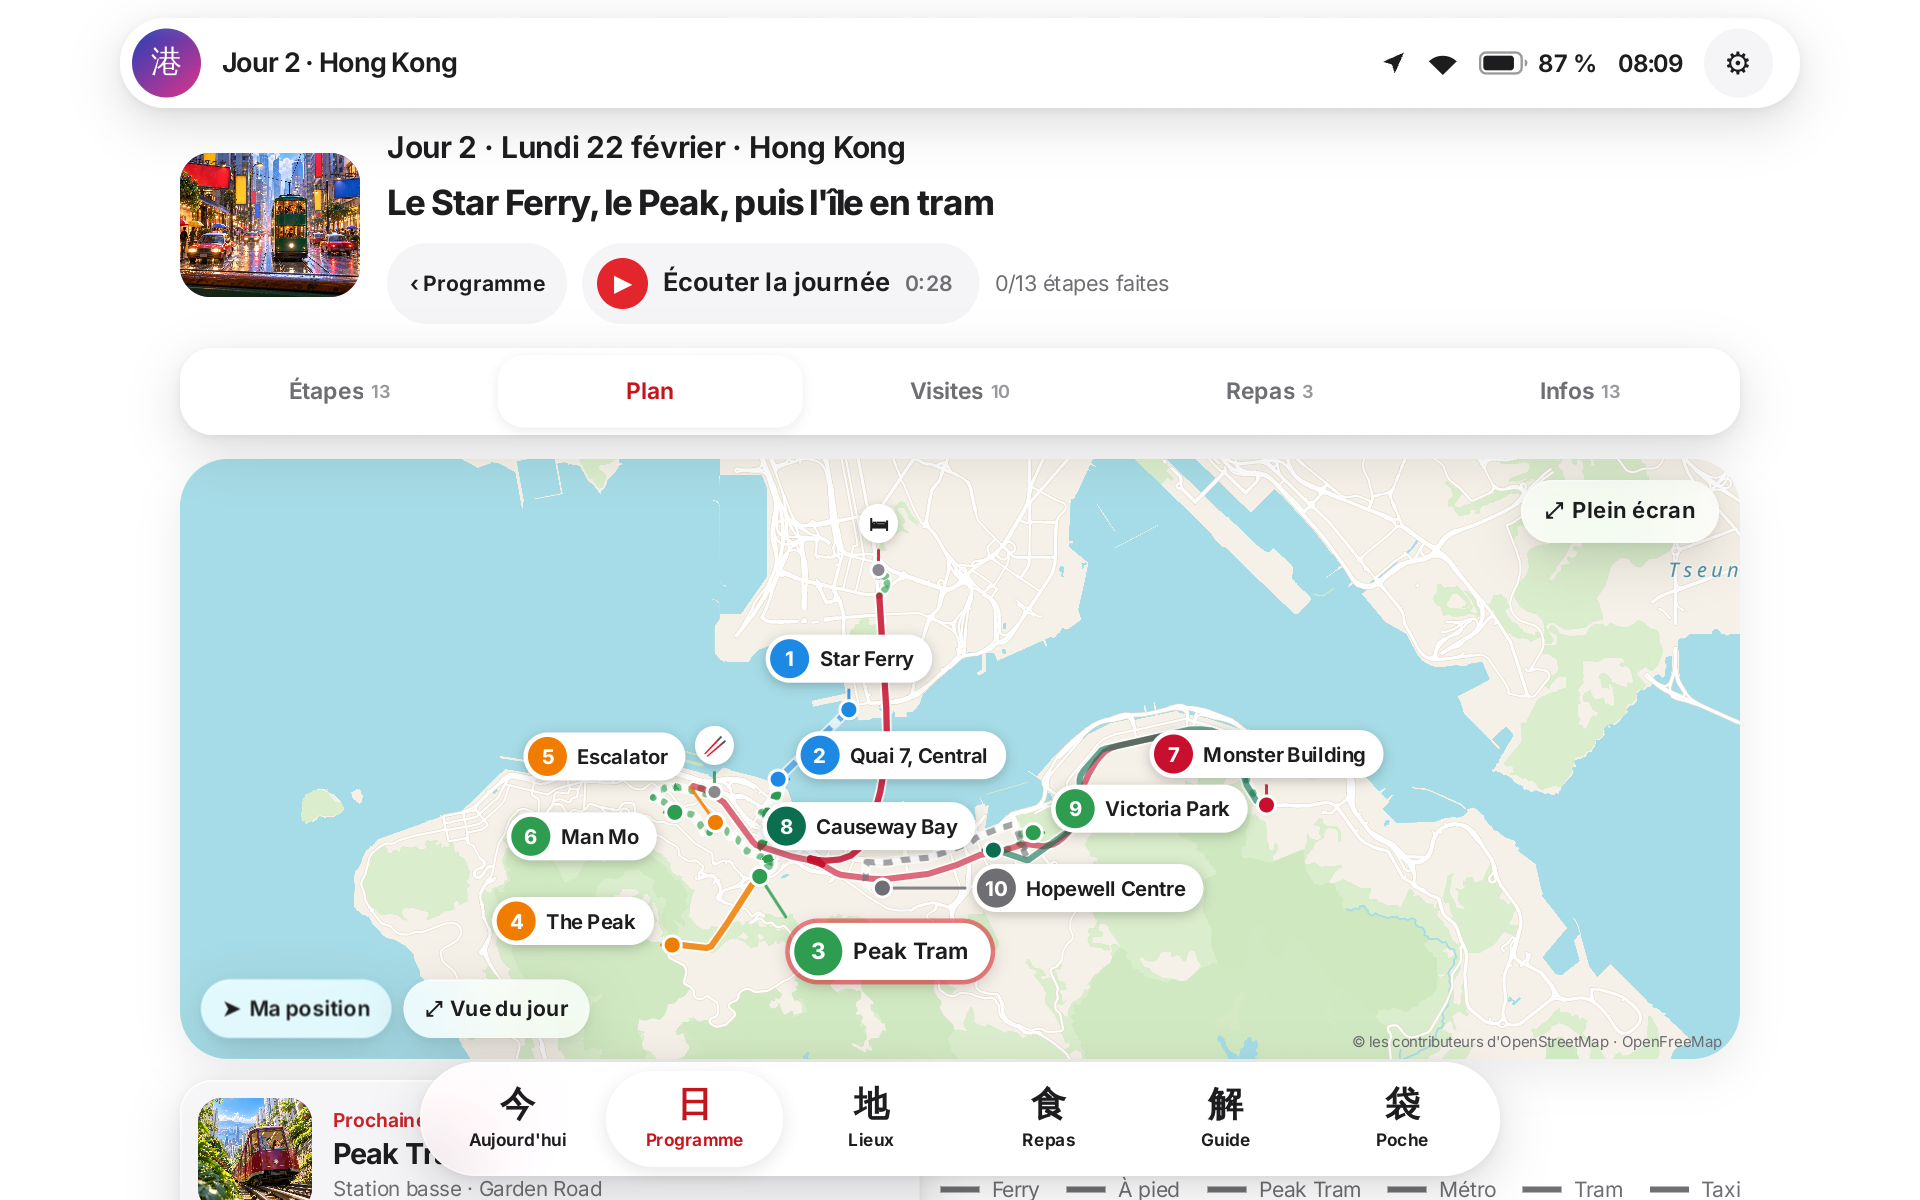 港 Jour 2 · Hong Kong 87 % 08:09
Jour 2 · Lundi 22 février · Hong Kong
Le Star Ferry, le Peak, puis l'île en tram
‹ Programme Écouter la journée 0:28 0/13 étapes faites
Étapes 13 Plan Visites 10 Repas 3 Infos 13
Plein écran
Tseun
1 Star Ferry
5 Escalator
2 Quai 7, Central
7 Monster Building
9 Victoria Park
8 Causeway Bay
6 Man Mo
10 Hopewell Centre
4 The Peak
3 Peak Tram
Ma position
Vue du jour
© les contributeurs d'OpenStreetMap · OpenFreeMap
今 日 地 食 解 袋
Aujourd'hui Programme Lieux Repas Guide Poche
Prochaine
Peak
Station basse · Garden Road
Ferry À pied Peak Tram Métro Tram Taxi